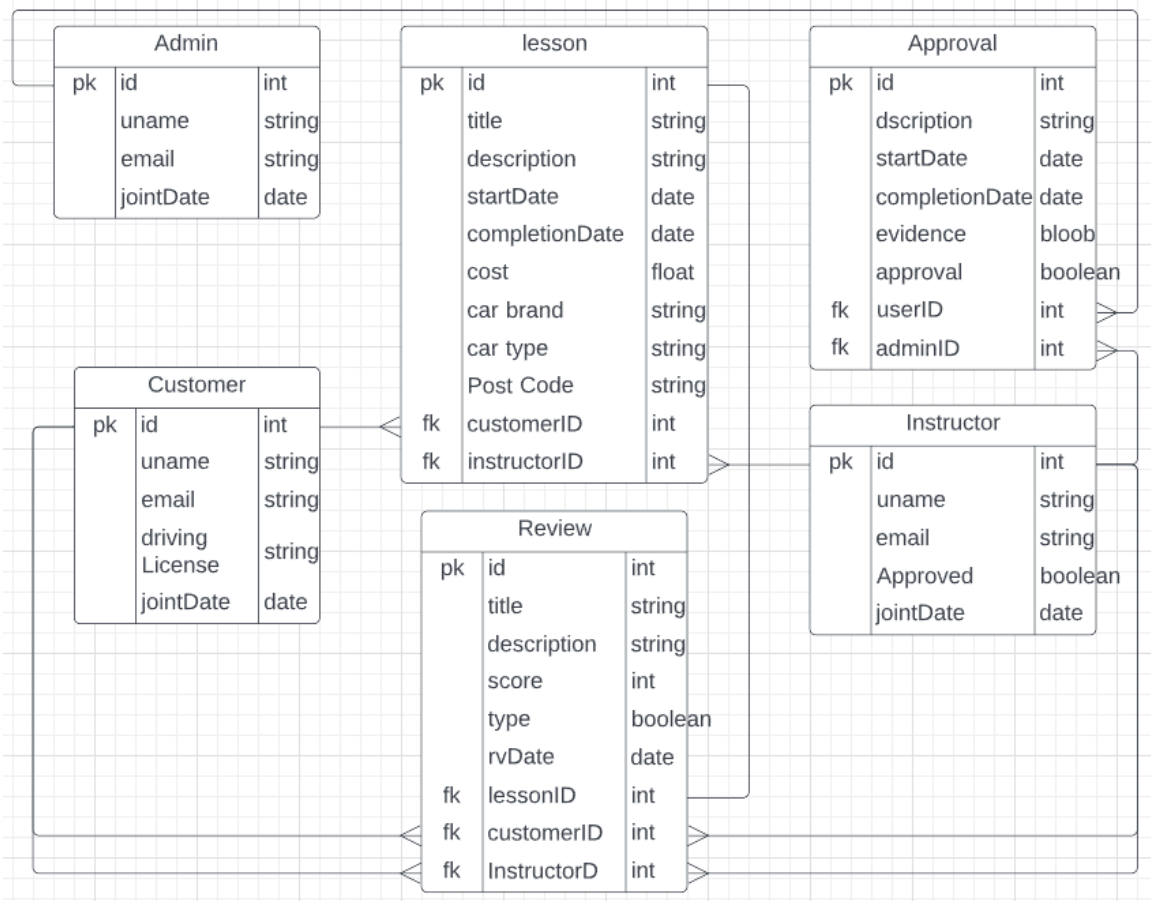 Admin
pk id int
uname string
email string
jointDate date
lesson
pk id int
title string
description string
startDate date
completionDate date
cost float
car brand string
car type string
Post Code string
fk customerID int
fk instructorID int
Approval
pk id int
dscription string
startDate date
completionDate date
evidence bloob
approval boolean
fk userID int
fk adminID int
Customer
pk id int
uname string
email string
driving
License string
jointDate date
Instructor
pk id int
uname string
email string
Approved boolean
jointDate date
Review
pk id int
title string
description string
score int
type boolean
rvDate date
fk lessonID int
fk customerID int
fk InstructorD int